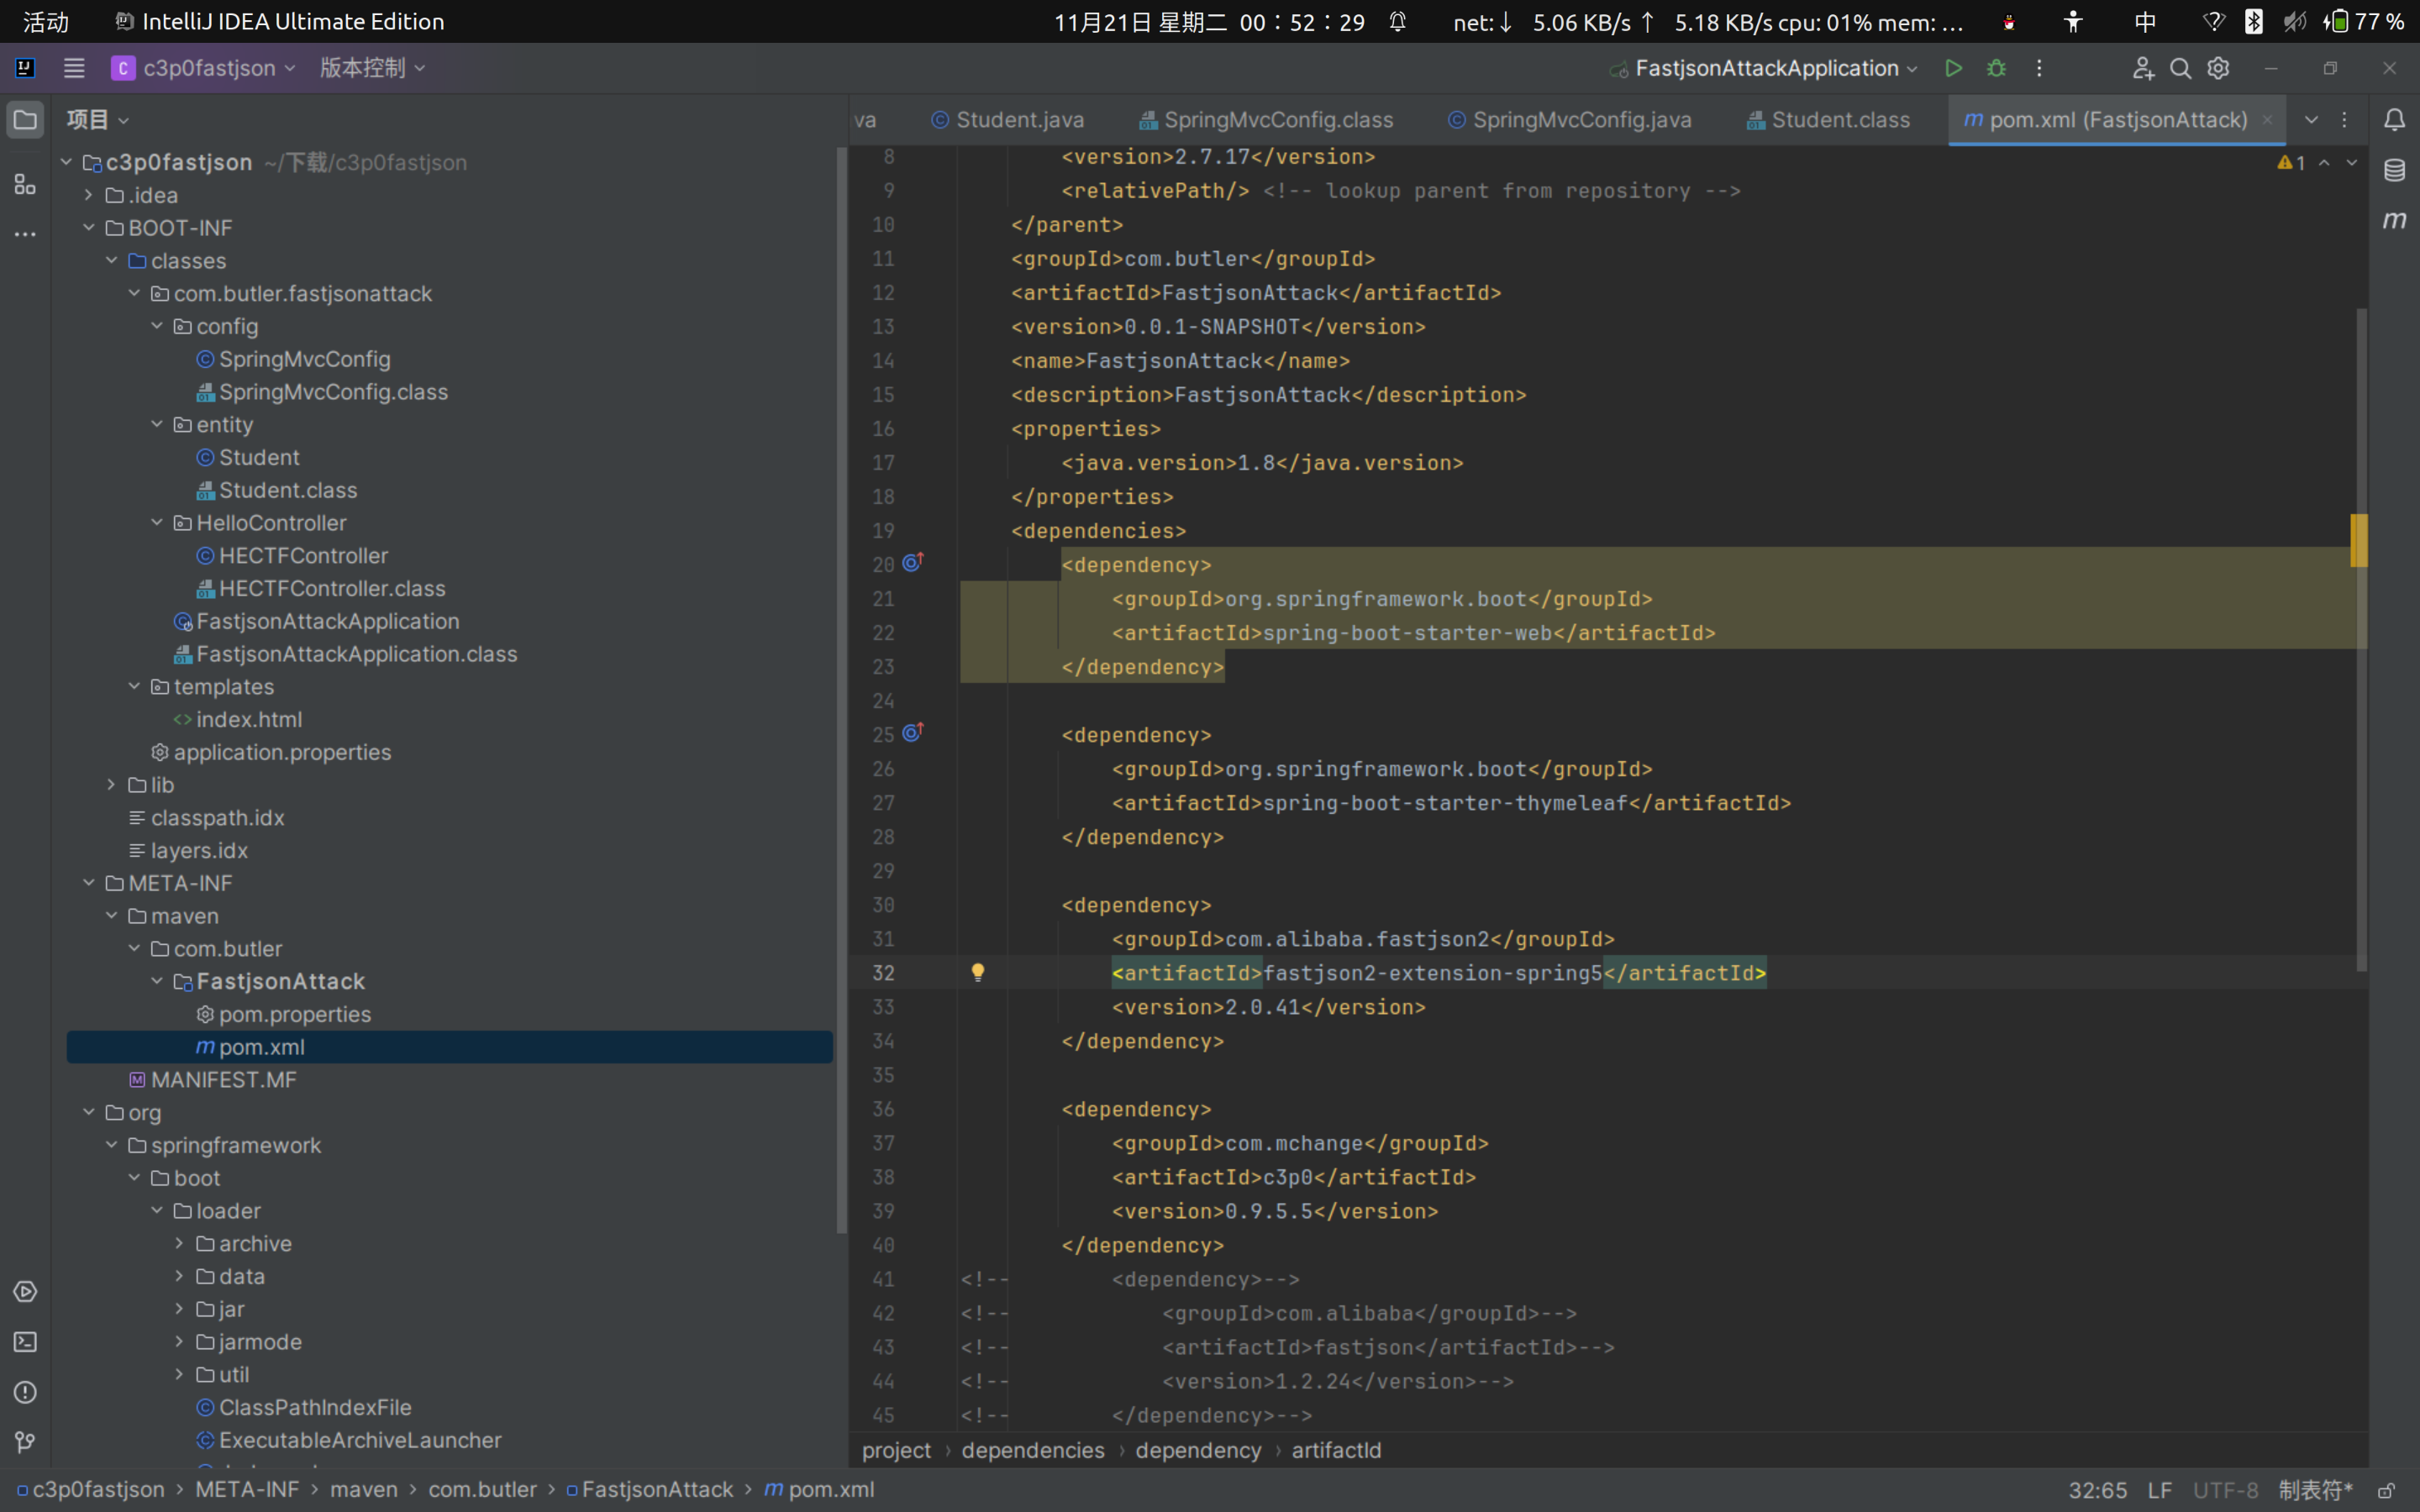 活动 IntelliJ IDEA Ultimate Edition 11月21日 星期二 00：52：29 net:↓ 5.06 KB/s ↑ 5.18 KB/s cpu: 01% mem: ... 中 77 %
c3p0fastjson 版本控制 FastjsonAttackApplication
项目
c3p0fastjson ~/下载/c3p0fastjson
.idea
BOOT-INF
classes
com.butler.fastjsonattack
config
SpringMvcConfig
SpringMvcConfig.class
entity
Student
Student.class
HelloController
HECTFController
HECTFController.class
FastjsonAttackApplication
FastjsonAttackApplication.class
templates
index.html
application.properties
lib
classpath.idx
layers.idx
META-INF
maven
com.butler
FastjsonAttack
pom.properties
pom.xml
MANIFEST.MF
org
springframework
boot
loader
archive
data
jar
jarmode
util
ClassPathIndexFile
ExecutableArchiveLauncher
va Student.java SpringMvcConfig.class SpringMvcConfig.java Student.class pom.xml (FastjsonAttack)
1
8 <version>2.7.17</version>
9 <relativePath/> <!-- lookup parent from repository -->
10 </parent>
11 <groupId>com.butler</groupId>
12 <artifactId>FastjsonAttack</artifactId>
13 <version>0.0.1-SNAPSHOT</version>
14 <name>FastjsonAttack</name>
15 <description>FastjsonAttack</description>
16 <properties>
17 <java.version>1.8</java.version>
18 </properties>
19 <dependencies>
20 <dependency>
21 <groupId>org.springframework.boot</groupId>
22 <artifactId>spring-boot-starter-web</artifactId>
23 </dependency>
24
25 <dependency>
26 <groupId>org.springframework.boot</groupId>
27 <artifactId>spring-boot-starter-thymeleaf</artifactId>
28 </dependency>
29
30 <dependency>
31 <groupId>com.alibaba.fastjson2</groupId>
32 <artifactId>fastjson2-extension-spring5</artifactId>
33 <version>2.0.41</version>
34 </dependency>
35
36 <dependency>
37 <groupId>com.mchange</groupId>
38 <artifactId>c3p0</artifactId>
39 <version>0.9.5.5</version>
40 </dependency>
41 <!-- <dependency>-->
42 <!-- <groupId>com.alibaba</groupId>-->
43 <!-- <artifactId>fastjson</artifactId>-->
44 <!-- <version>1.2.24</version>-->
45 <!-- </dependency>-->
project › dependencies › dependency › artifactId
c3p0fastjson › META-INF › maven › com.butler › FastjsonAttack › pom.xml 32:65 LF UTF-8 制表符*